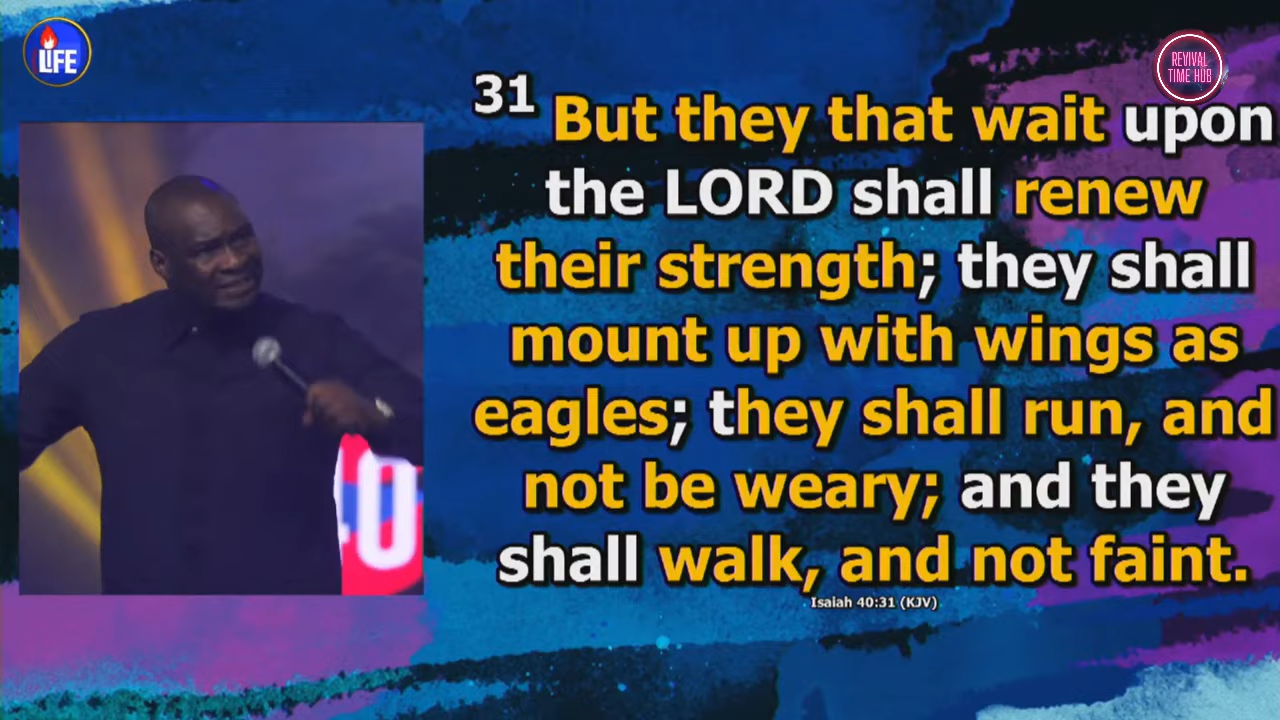 LIFE
REVIVAL
TIME HUB
31 But they that wait upon
the LORD shall renew
their strength; they shall
mount up with wings as
eagles; they shall run, and
not be weary; and they
shall walk, and not faint.
Isaiah 40:31 (KJV)